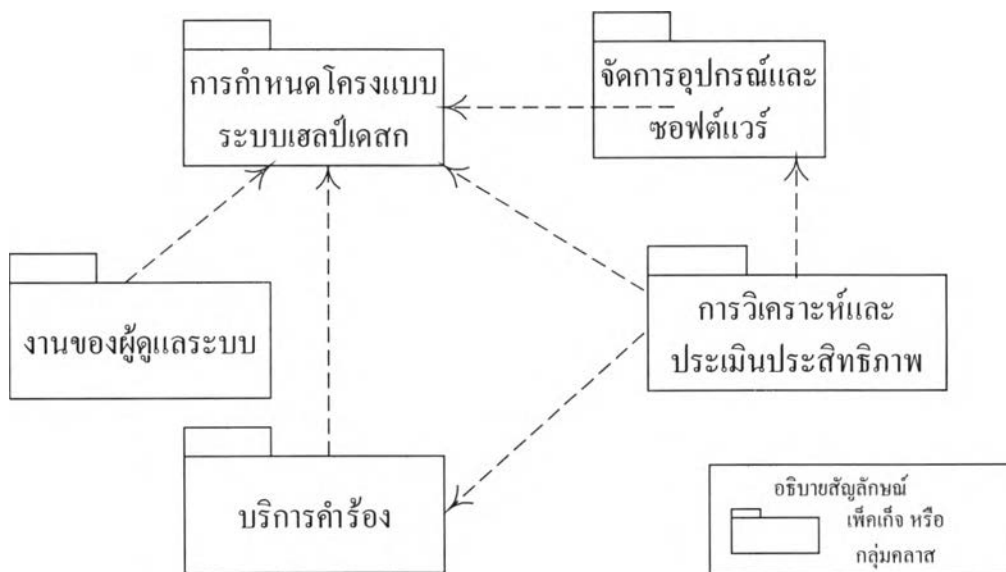 การกำหนดโครงแบบ
ระบบเฮลป์เดสก
จัดการอุปกรณ์และ
ซอฟต์แวร์
งานของผู้ดูแลระบบ
การวิเคราะห์และ
ประเมินประสิทธิภาพ
บริการคำร้อง
อธิบายสัญลักษณ์
เพ็คเก็จ หรือ
กลุ่มคลาส